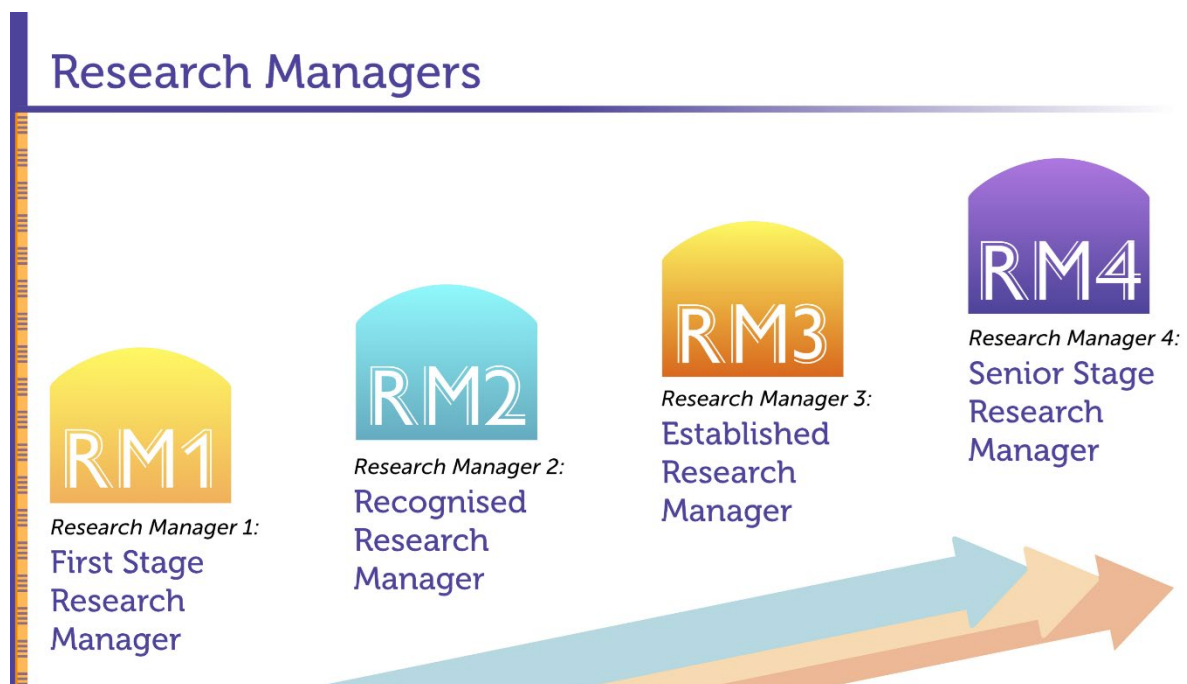 Research Managers
RM1
Research Manager 1:
First Stage
Research
Manager
RM2
Research Manager 2:
Recognised
Research
Manager
RM3
Research Manager 3:
Established
Research
Manager
RM4
Research Manager 4:
Senior Stage
Research
Manager